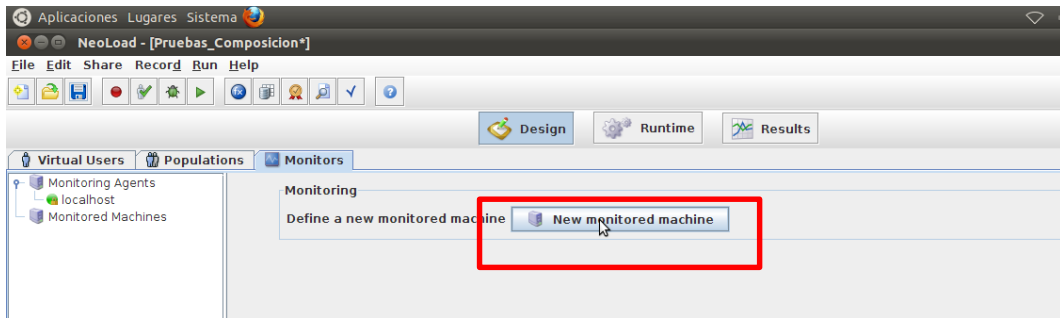 Aplicaciones Lugares Sistema
NeoLoad - [Pruebas_Composicion*]
File Edit Share Record Run Help
Design Runtime Results
Virtual Users Populations Monitors
Monitoring Agents
localhost
Monitored Machines
Monitoring
Define a new monitored machine New monitored machine